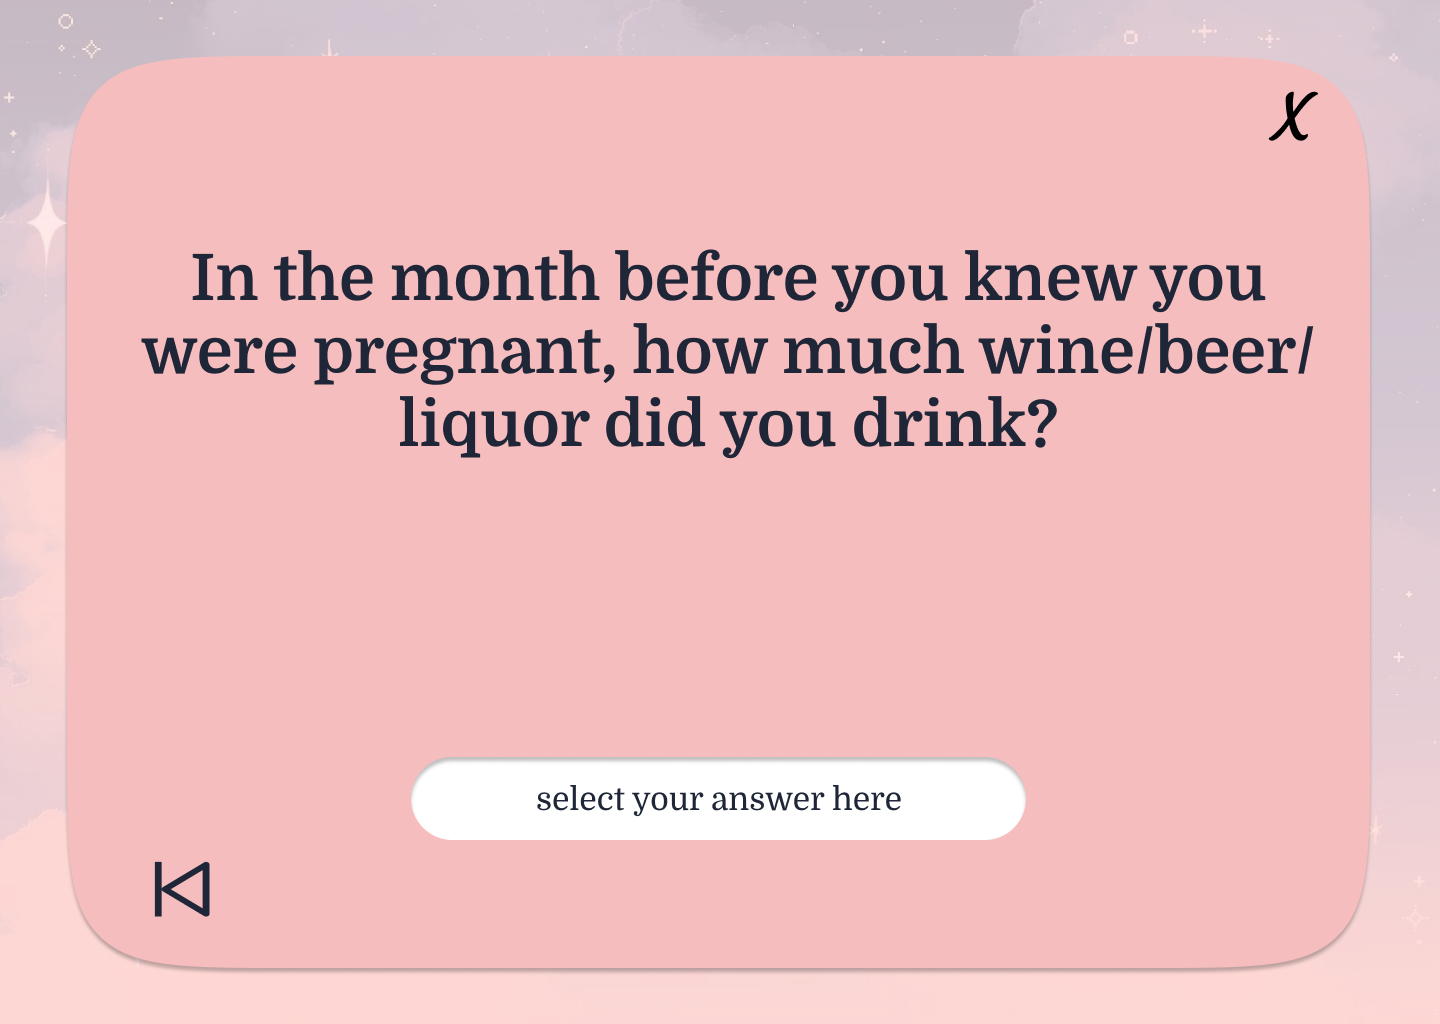 X
In the month before you knew you
were pregnant, how much wine/beer/
liquor did you drink?
select your answer here